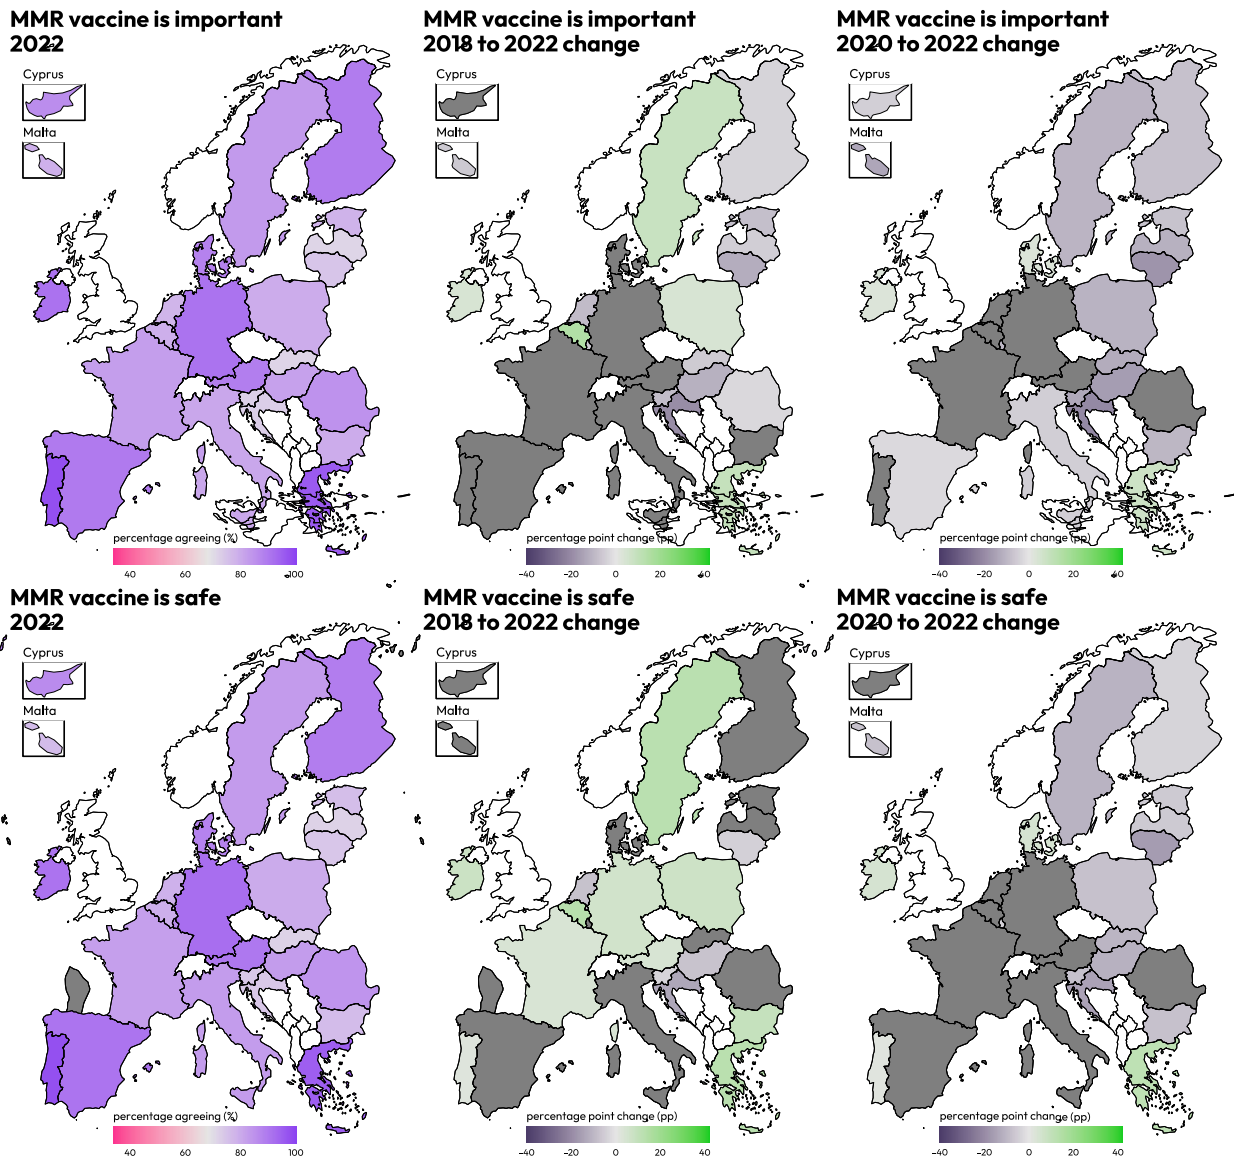 MMR vaccine is important
2022
Cyprus
Malta
percentage agreeing (%)
40 60 80 100
MMR vaccine is important
2018 to 2022 change
Cyprus
Malta
percentage point change (pp)
−40 −20 0 20 40
MMR vaccine is important
2020 to 2022 change
Cyprus
Malta
percentage point change (pp)
−40 −20 0 20 40
MMR vaccine is safe
2022
Cyprus
Malta
percentage agreeing (%)
40 60 80 100
MMR vaccine is safe
2018 to 2022 change
Cyprus
Malta
percentage point change (pp)
−40 −20 0 20 40
MMR vaccine is safe
2020 to 2022 change
Cyprus
Malta
percentage point change (pp)
−40 −20 0 20 40